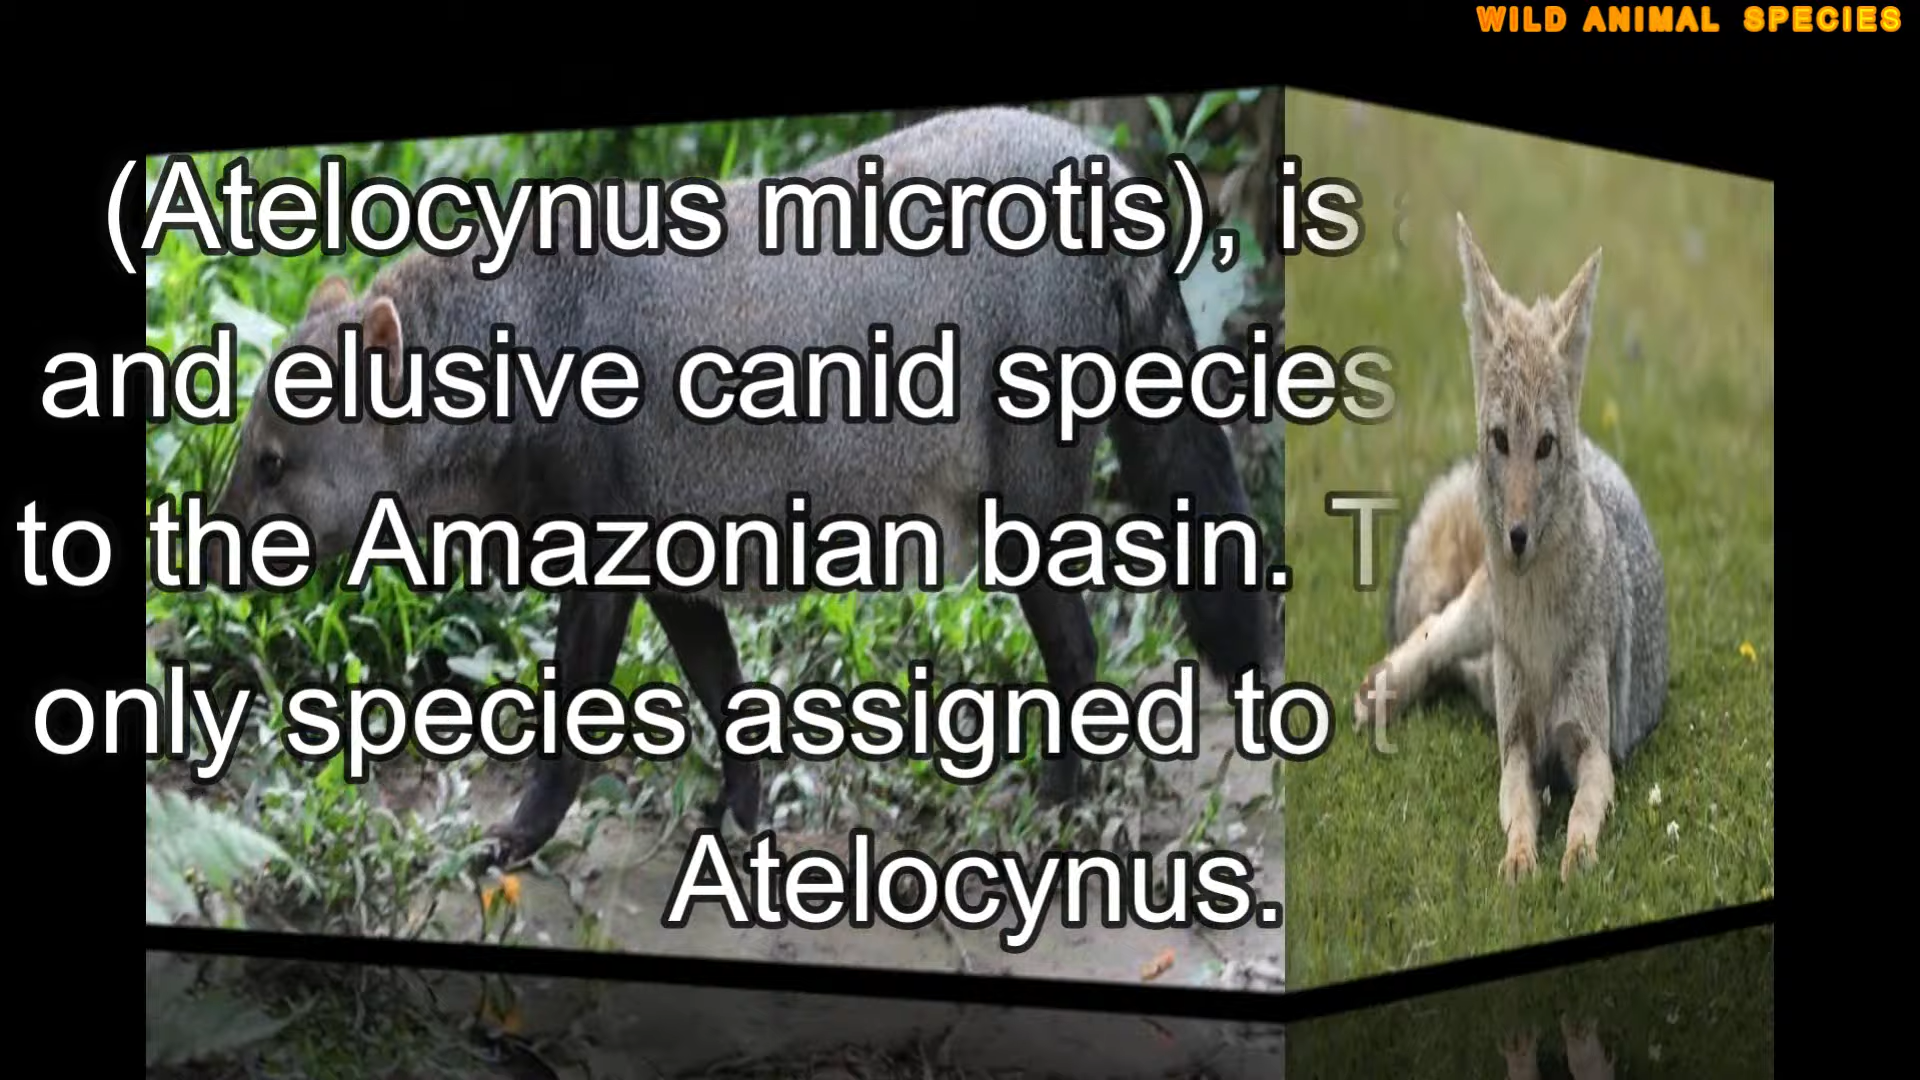 WILD ANIMAL SPECIES
(Atelocynus microtis), is
and elusive canid species
to the Amazonian basin.
only species assigned to
Atelocynus.